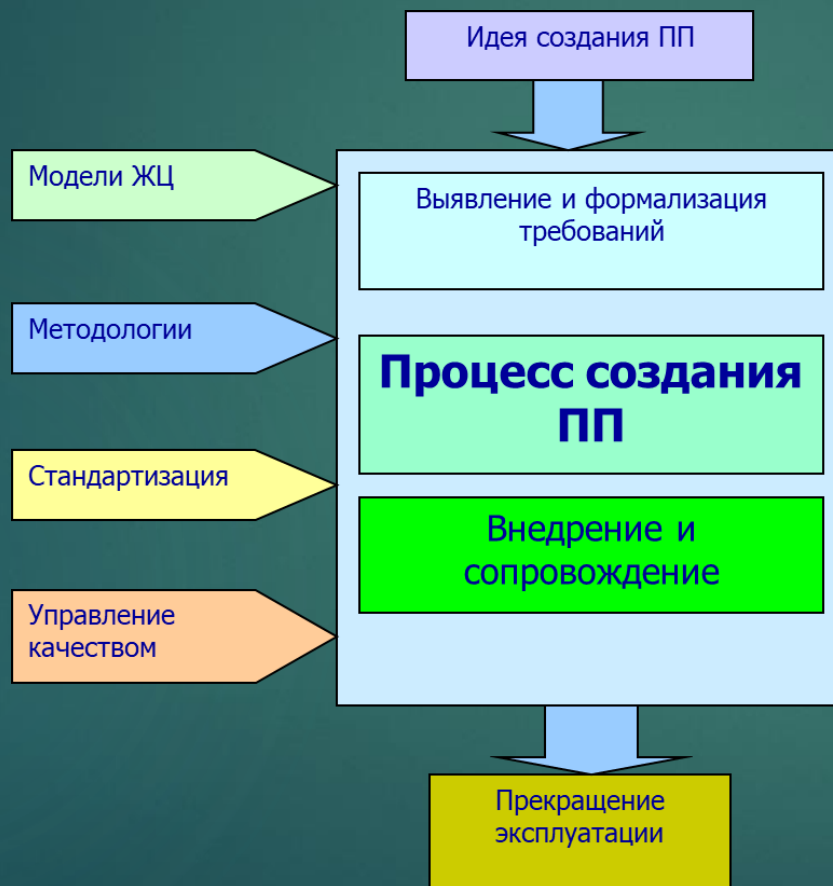 Идея создания ПП
Модели ЖЦ
Выявление и формализация
требований
Методологии
Процесс создания
ПП
Стандартизация
Внедрение и
сопровождение
Управление
качеством
Прекращение
эксплуатации